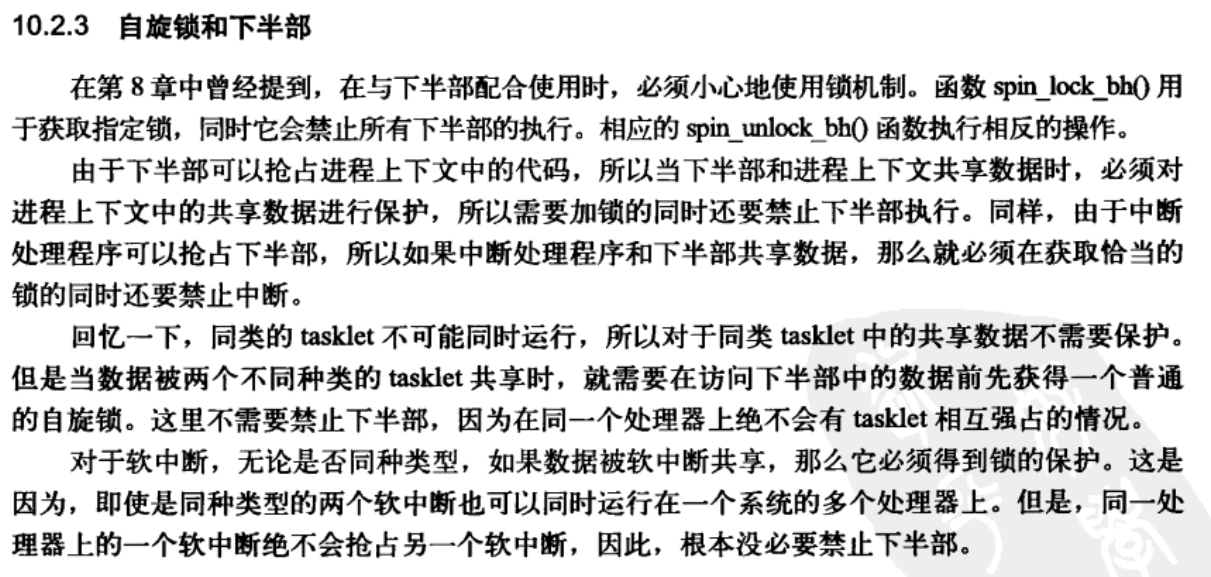 10.2.3 自旋锁和下半部
在第 8 章中曾经提到，在与下半部配合使用时，必须小心地使用锁机制。函数 spin_lock_bh() 用
于获取指定锁，同时它会禁止所有下半部的执行。相应的 spin_unlock_bh() 函数执行相反的操作。
由于下半部可以抢占进程上下文中的代码，所以当下半部和进程上下文共享数据时，必须对
进程上下文中的共享数据进行保护，所以需要加锁的同时还要禁止下半部执行。同样，由于中断
处理程序可以抢占下半部，所以如果中断处理程序和下半部共享数据，那么就必须在获取恰当的
锁的同时还要禁止中断。
回忆一下，同类的 tasklet 不可能同时运行，所以对于同类 tasklet 中的共享数据不需要保护。
但是当数据被两个不同种类的 tasklet 共享时，就需要在访问下半部中的数据前先获得一个普通
的自旋锁。这里不需要禁止下半部，因为在同一个处理器上绝不会有 tasklet 相互强占的情况。
对于软中断，无论是否同种类型，如果数据被软中断共享，那么它必须得到锁的保护。这是
因为，即使是同种类型的两个软中断也可以同时运行在一个系统的多个处理器上。但是，同一处
理器上的一个软中断绝不会抢占另一个软中断，因此，根本没必要禁止下半部。